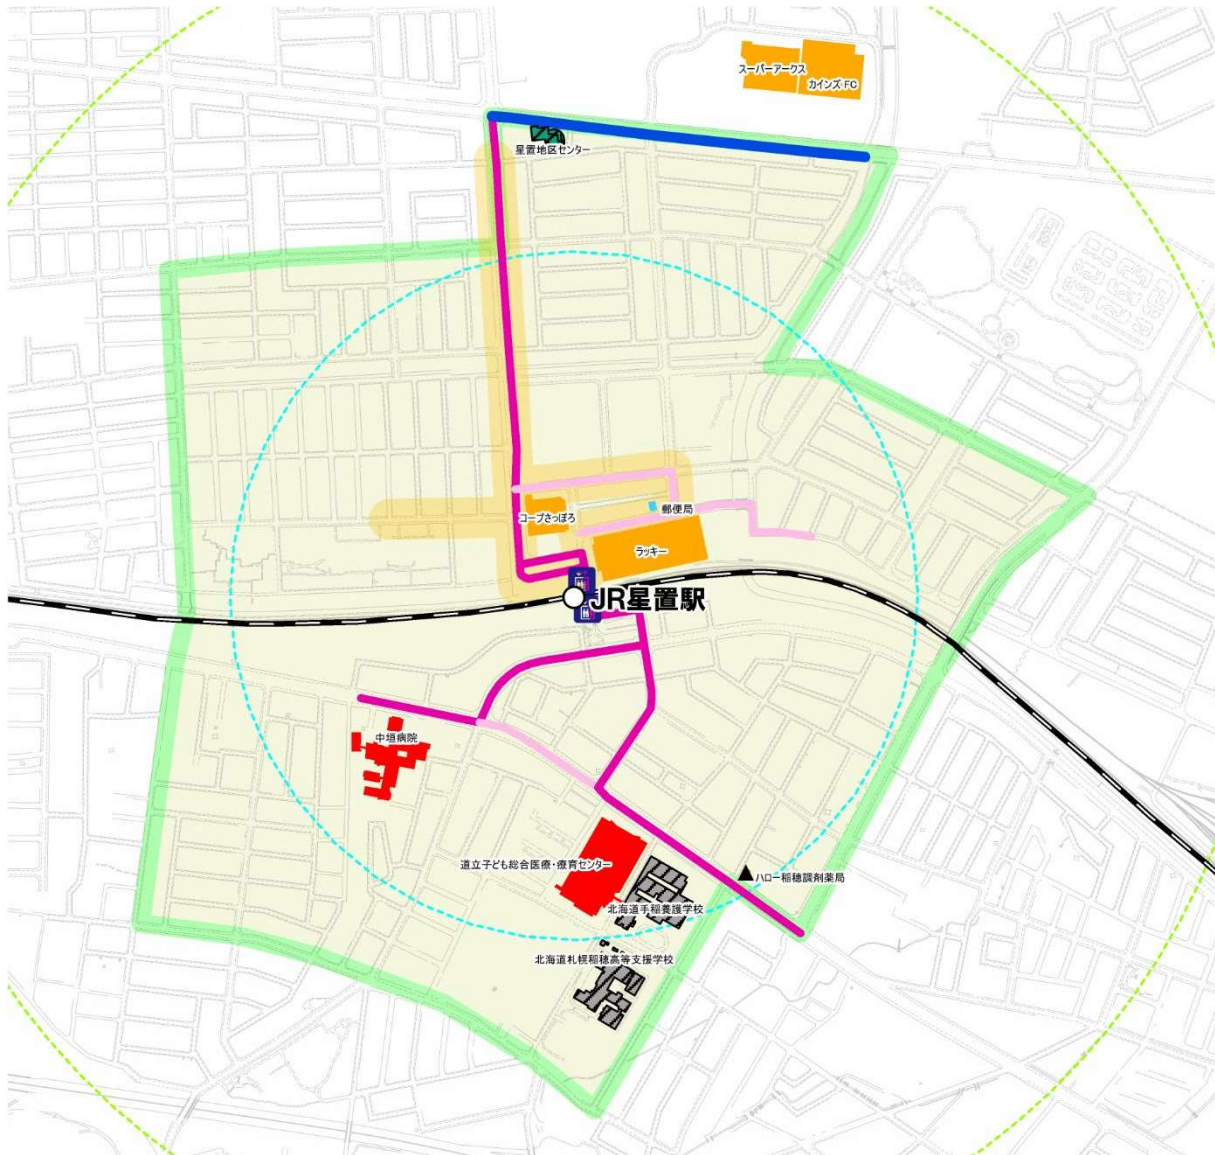 スーパーアークス
カインズFC
星置地区センター
コープさっぽろ
郵便局
ラッキー
JR星置駅
中垣病院
道立子ども総合医療・療育センター
ハロー稲穂調剤薬局
北海道手稲養護学校
北海道札幌稲穂高等支援学校